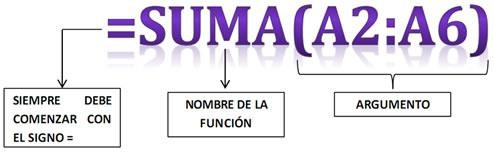 =SUMA(A2:A6)
SIEMPRE DEBE
COMENZAR CON
EL SIGNO =
NOMBRE DE LA
FUNCIÓN
ARGUMENTO